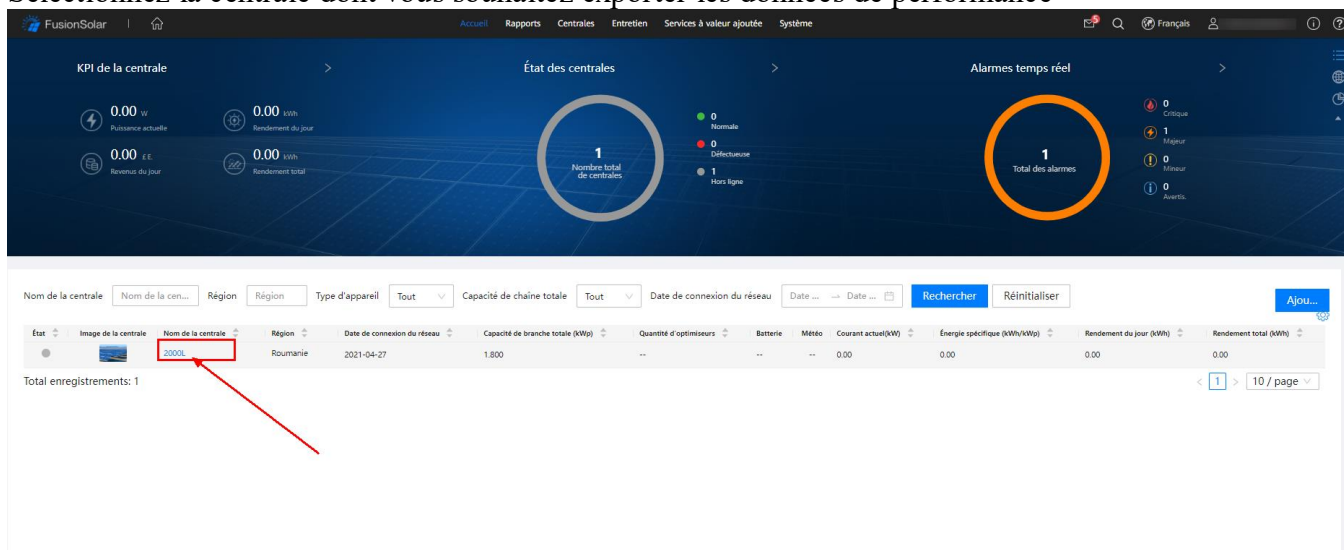 Sélectionnez la centrale dont vous souhaitez exporter les données de performance
FusionSolar
Accueil Rapports Centrales Entretien Services à valeur ajoutée Système
5
Français
KPI de la centrale
0.00 W
Puissance actuelle
0.00 kWh
Rendement du jour
0.00 £E.
Revenus du jour
0.00 kWh
Rendement total
État des centrales
1
Nombre total
de centrales
0
Normale
0
Défectueuse
1
Hors ligne
Alarmes temps réel
1
Total des alarmes
0
Critique
1
Majeur
0
Mineur
0
Avertis.
Nom de la centrale Nom de la cen... Région Région Type d'appareil Tout Capacité de chaîne totale Tout Date de connexion du réseau Date ... → Date ... Rechercher Réinitialiser
Ajou...
État Image de la centrale Nom de la centrale Région Date de connexion du réseau Capacité de branche totale (KWp) Quantité d'optimiseurs Batterie Météo Courant actuel(kW) Énergie spécifique (kWh/kWp) Rendement du jour (KWh) Rendement total (kWh)
2000L Roumanie 2021-04-27 1.800 -- -- -- 0.00 0.00 0.00 0.00
Total enregistrements: 1
< 1 > 10 / page